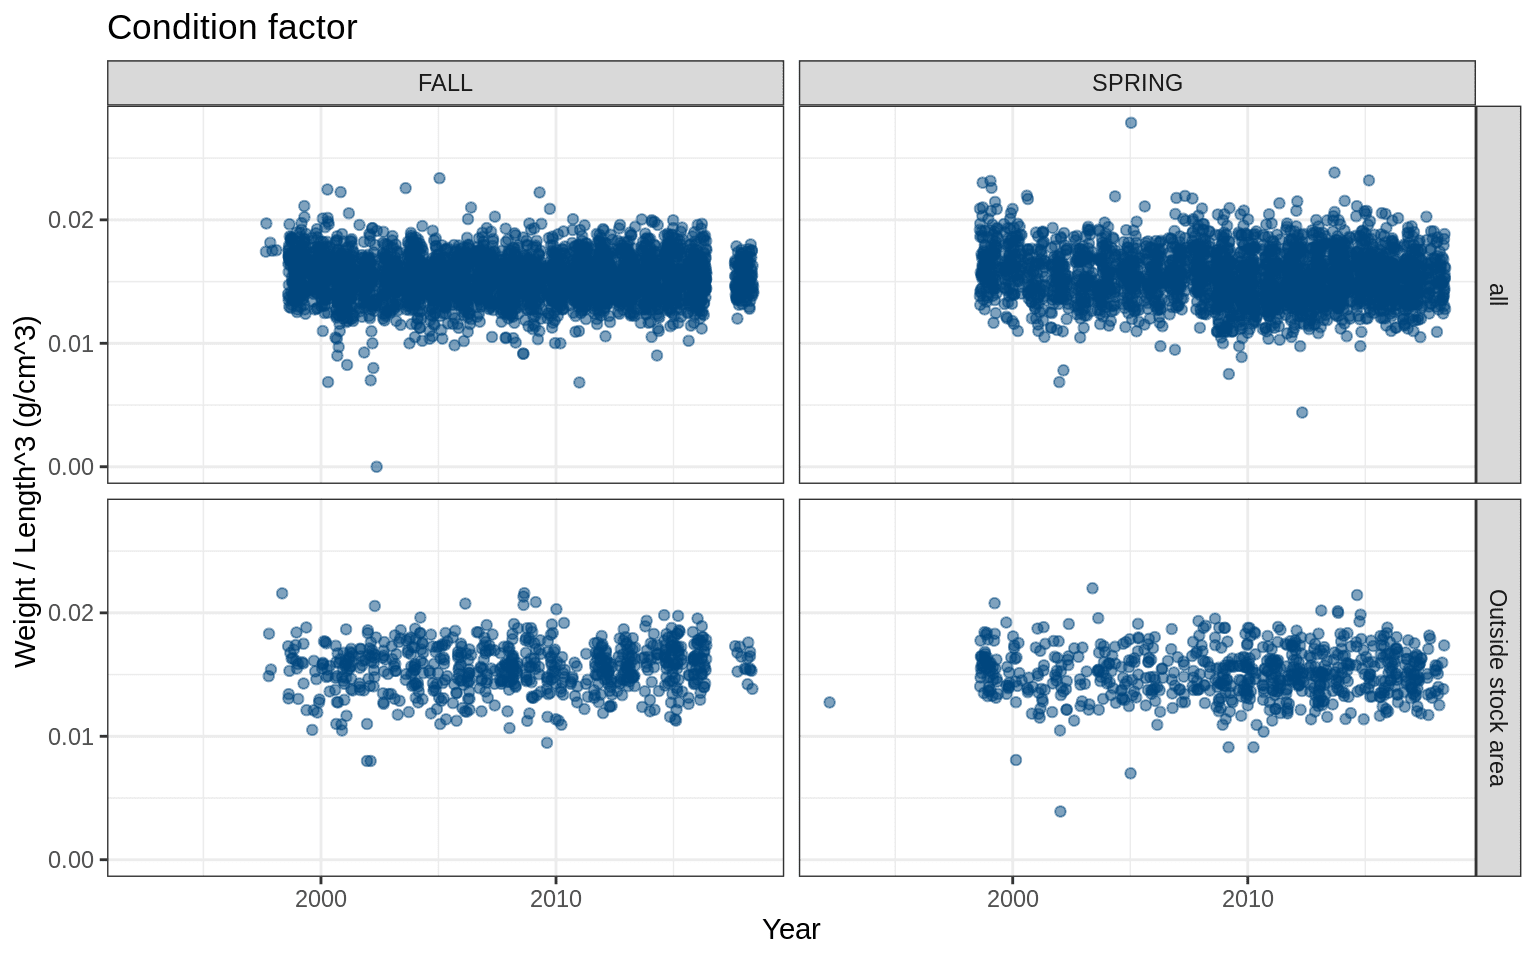 Condition factor
FALL
SPRING
Weight / Length^3 (g/cm^3)
0.02
0.01
0.00
all
0.02
0.01
0.00
Outside stock area
2000
2010
2000
2010
Year